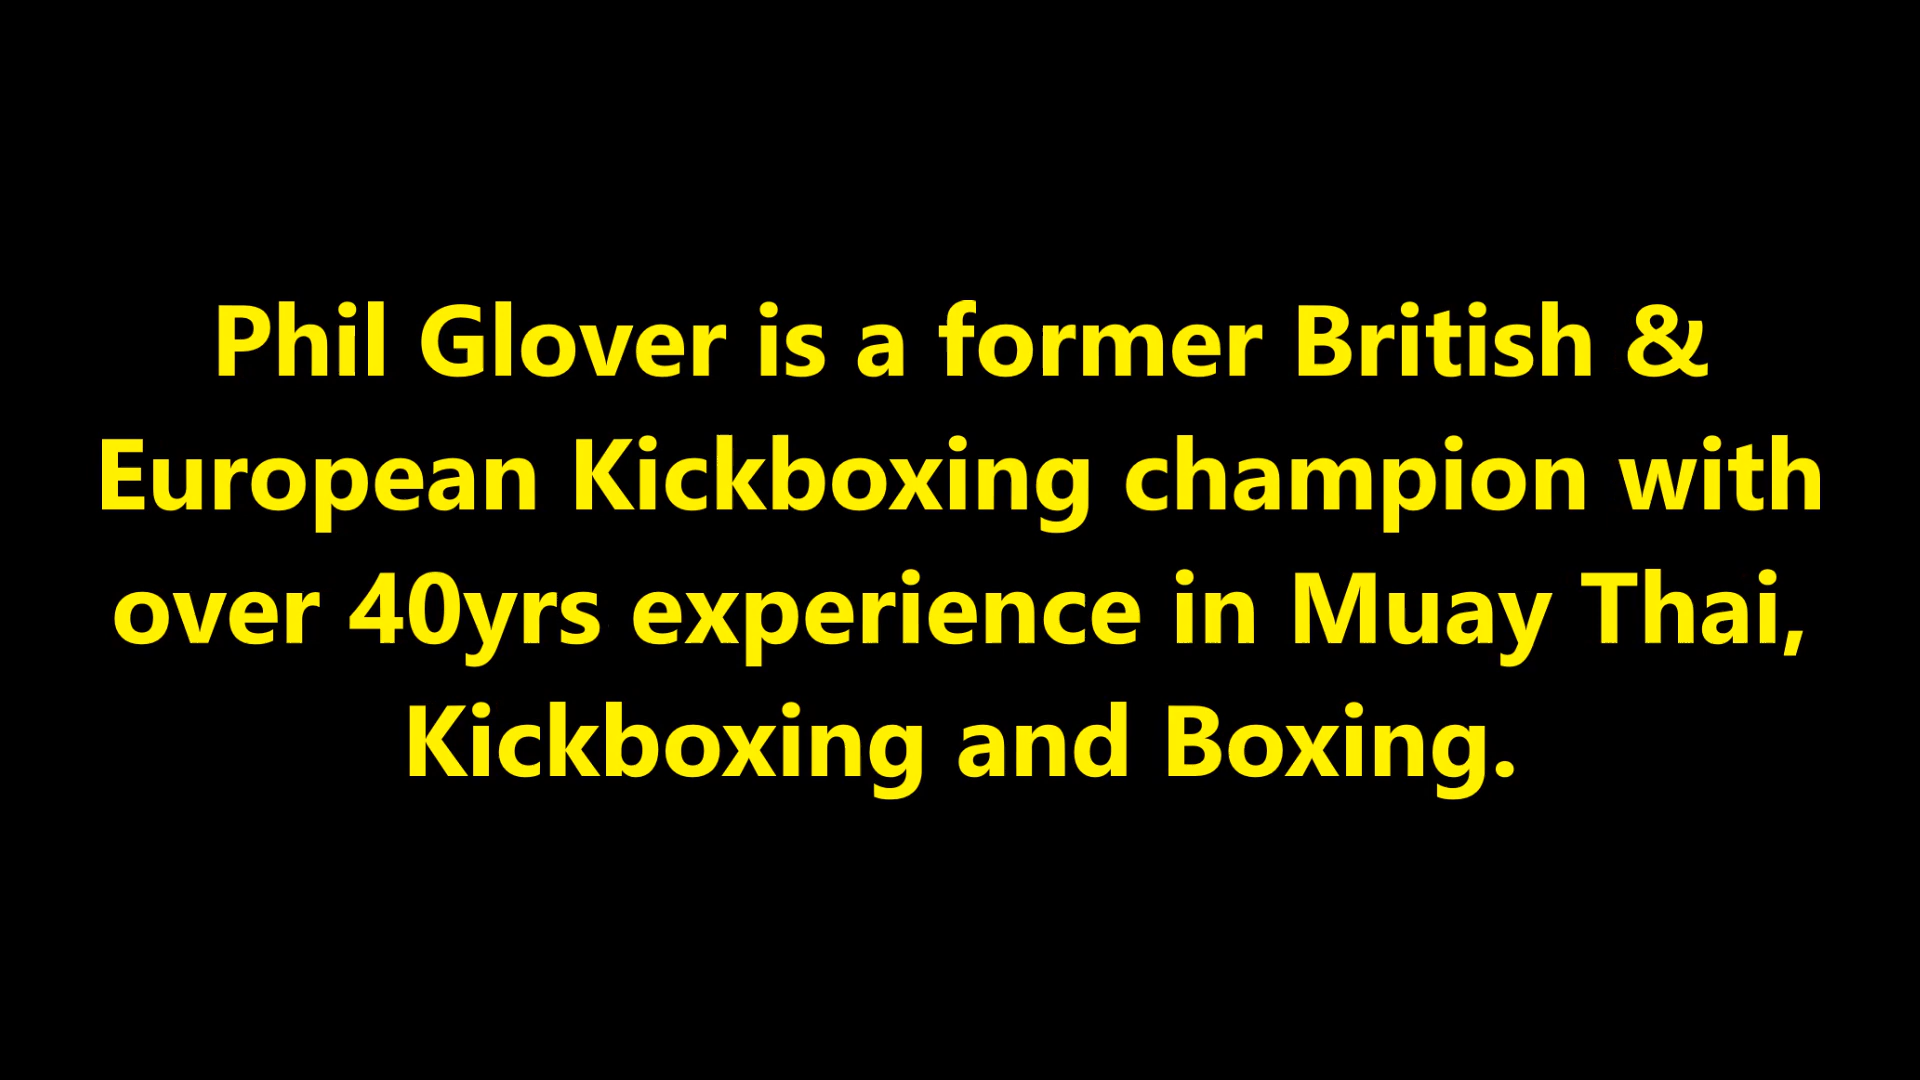 Phil Glover is a former British &
European Kickboxing champion with
over 40yrs experience in Muay Thai,
Kickboxing and Boxing.